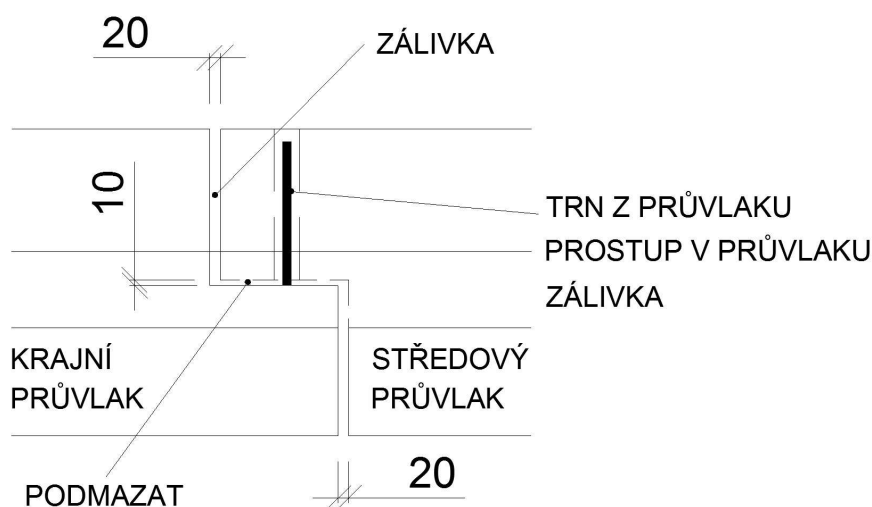 20
ZÁLIVKA
10
TRN Z PRŮVLAKU
PROSTUP V PRŮVLAKU
ZÁLIVKA
KRAJNÍ
PRŮVLAK
STŘEDOVÝ
PRŮVLAK
PODMAZAT
20